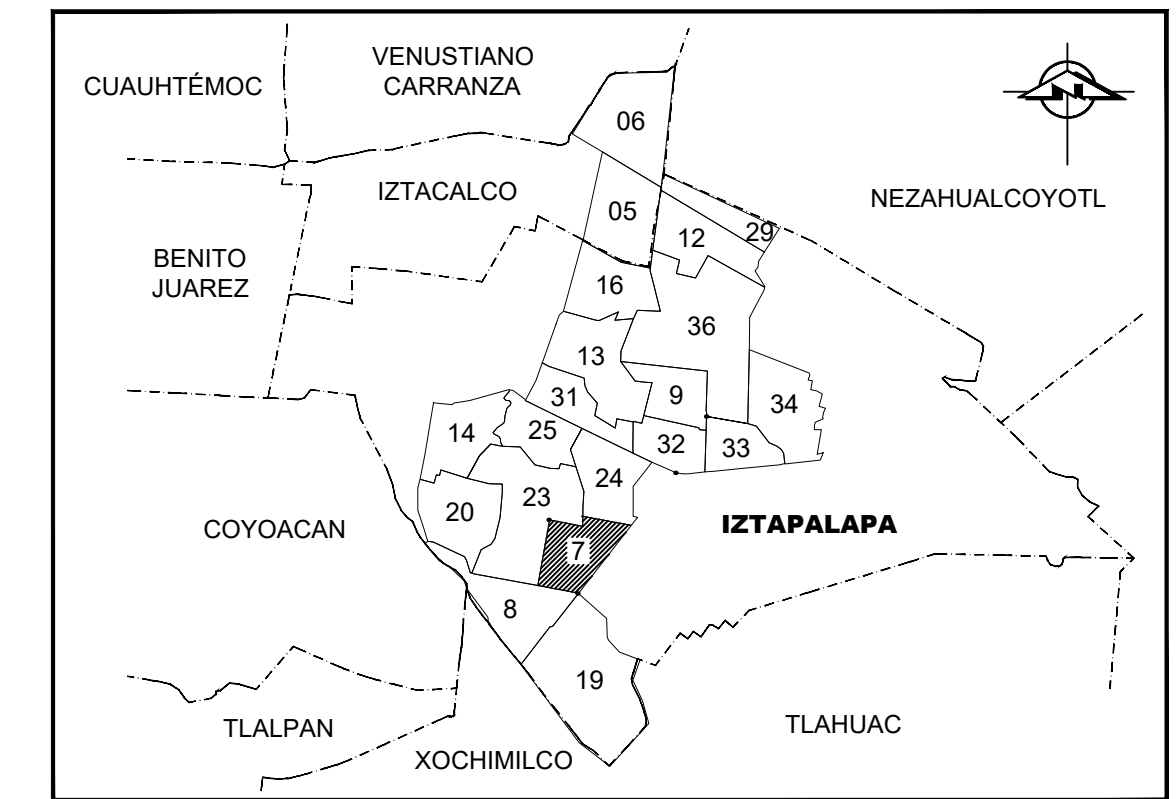 VENUSTIANO
CARRANZA
CUAUHTÉMOC
06
N
IZTACALCO
NEZAHUALCOYOTL
05
29
12
BENITO
JUAREZ
16
36
13
31
9
34
14
25
32
33
24
23
20
COYOACAN
IZTAPALAPA
7
8
19
TLALPAN
TLAHUAC
XOCHIMILCO